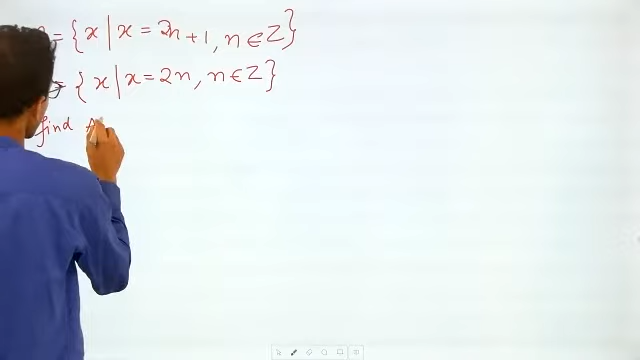 = {x | x = 2n + 1, n ∈ Z}
= {x | x = 2n, n ∈ Z}
find A